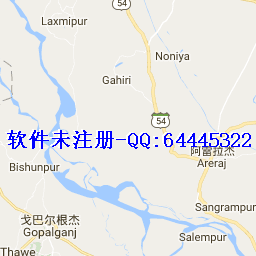 54
Laxmipur
Noniya
Gahiri
54
软件未注册-QQ:64445322
阿雷拉杰
Areraj
Bishunpur
Sangrampur
戈巴尔根杰
Gopalganj
Salempur
Thawe